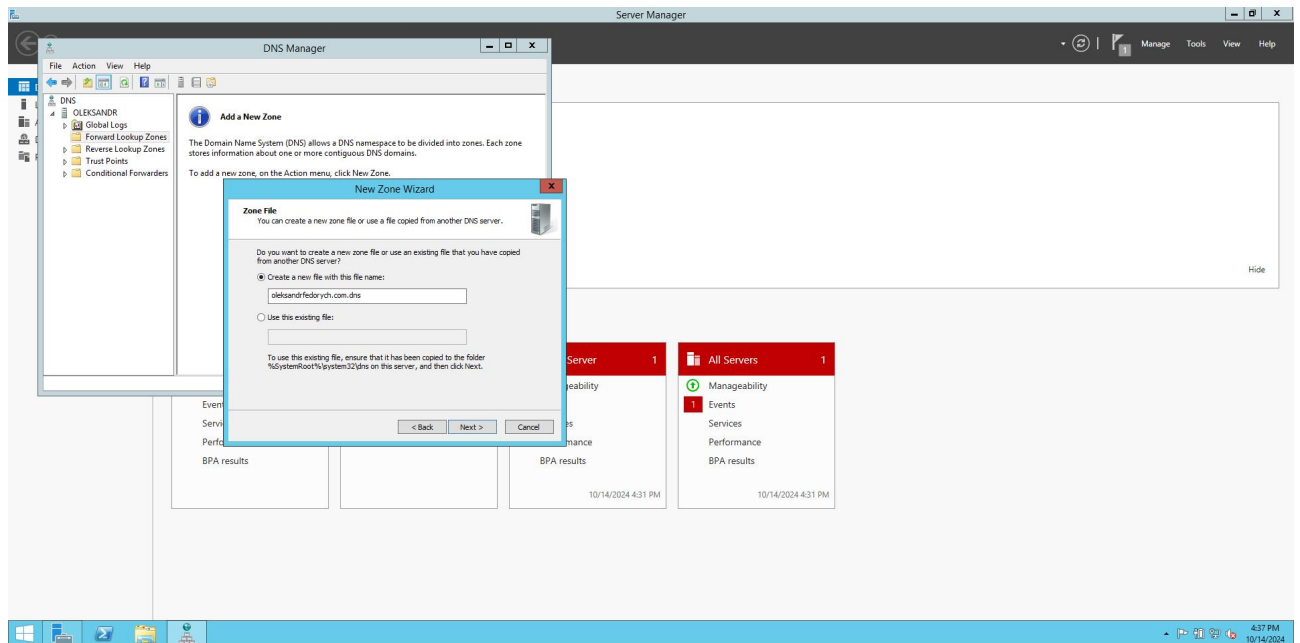 Server Manager
Manage Tools View Help
1
DNS Manager
File Action View Help
DNS
OLEKSANDR
Global Logs
Forward Lookup Zones
Reverse Lookup Zones
Trust Points
Conditional Forwarders
Add a New Zone
The Domain Name System (DNS) allows a DNS namespace to be divided into zones. Each zone
stores information about one or more contiguous DNS domains.
To add a new zone, on the Action menu, click New Zone.
New Zone Wizard
Zone File
You can create a new zone file or use a file copied from another DNS server.
Do you want to create a new zone file or use an existing file that you have copied
from another DNS server?
Create a new file with this file name:
oleksandrfedorych.com.dns
Use this existing file:
To use this existing file, ensure that it has been copied to the folder
%SystemRoot%\system32\dns on this server, and then click Next.
< Back Next > Cancel
Hide
Server 1
All Servers 1
Manageability
1 Events
Services
Performance
BPA results
10/14/2024 4:31 PM
BPA results
BPA results
10/14/2024 4:31 PM
4:37 PM
10/14/2024